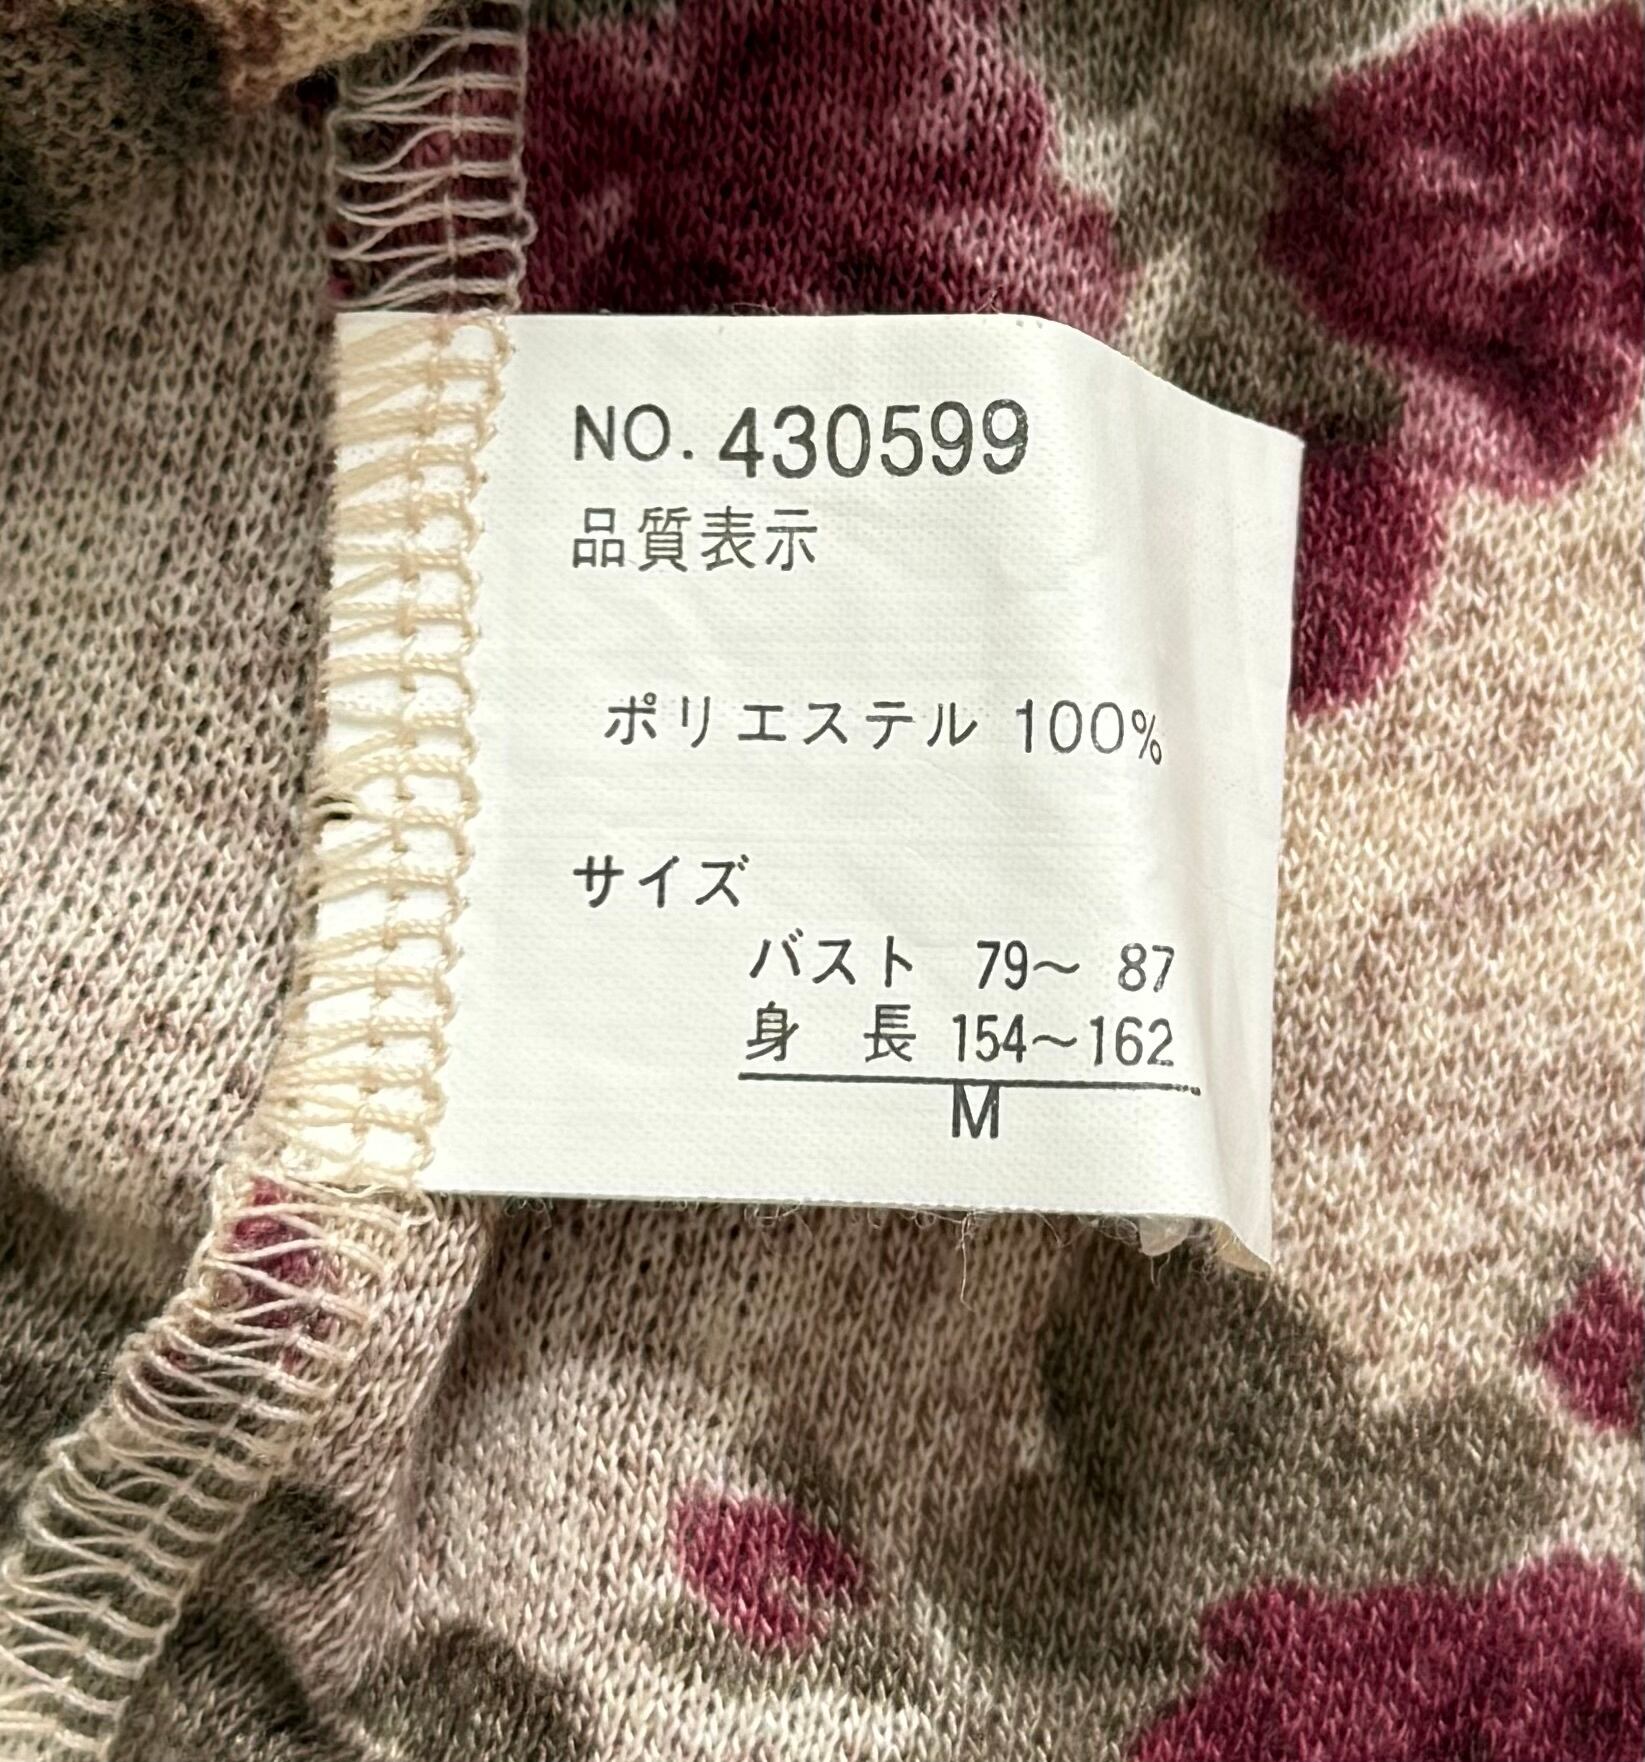 NO. 430599
品質表示
ポリエステル 100%
サイズ
バスト 79～ 87
身　長 154～162
M